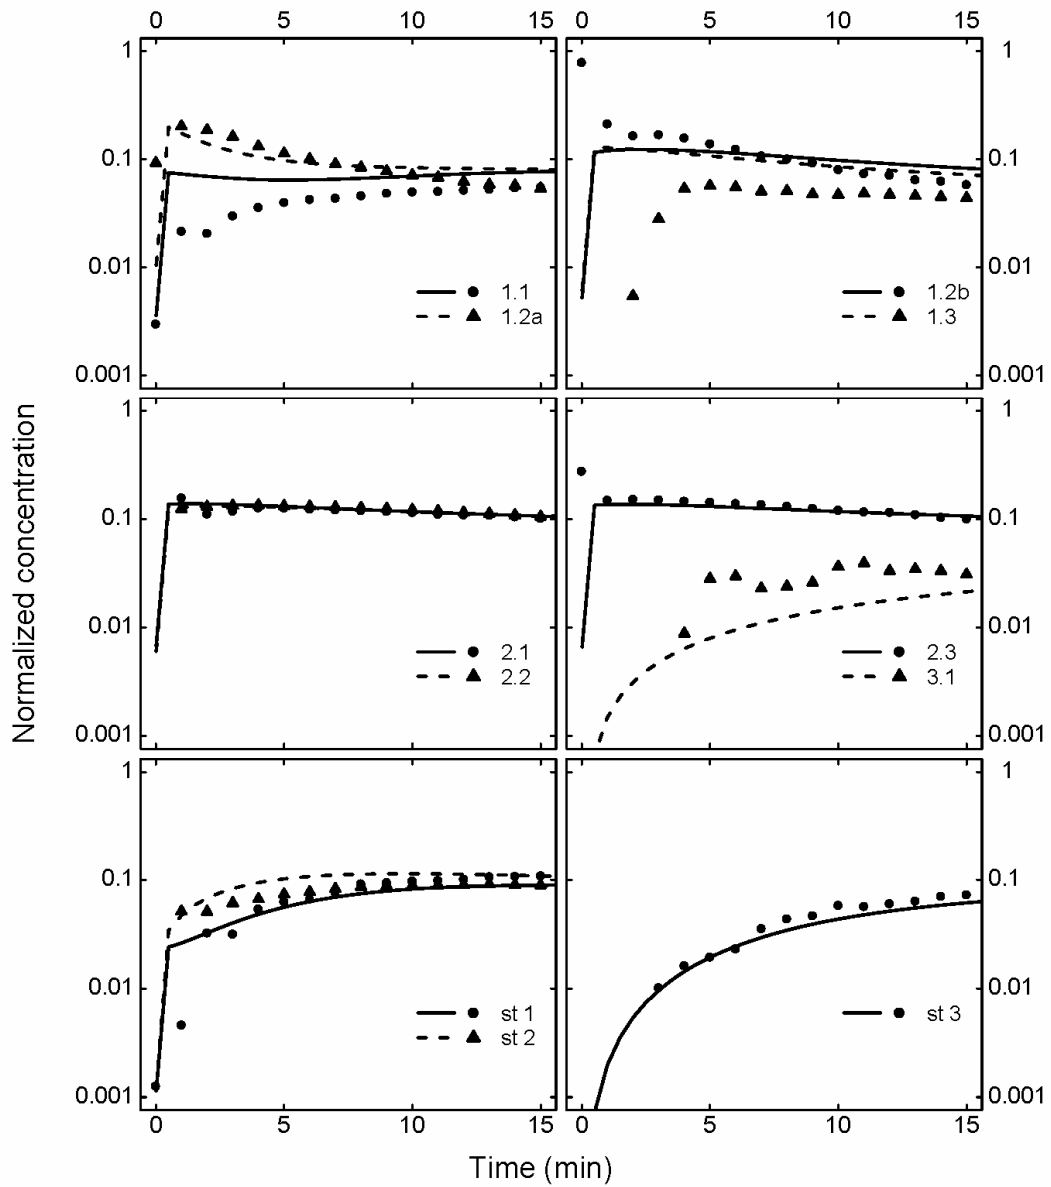 0 5 10 15 0 5 10 15
1 1
0.1 0.1
0.01 0.01
1.1 1.2b
1.2a 1.3
0.001 0.001
1 1
0.1 0.1
0.01 0.01
2.1 2.3
2.2 3.1
0.001 0.001
1 1
0.1 0.1
0.01 0.01
st 1 st 3
st 2
0.001 0.001
0 5 10 15 0 5 10 15
Normalized concentration
Time (min)